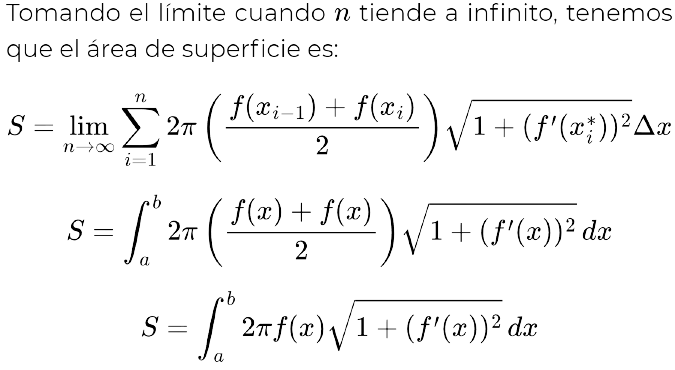 Tomando el límite cuando n tiende a infinito, tenemos
que el área de superficie es:
S = lim_{n→∞} ∑_{i=1}^{n} 2π ( (f(x_{i−1}) + f(x_i)) / 2 ) √(1 + (f′(x_i^*))²) Δx
S = ∫_a^b 2π ( (f(x) + f(x)) / 2 ) √(1 + (f′(x))²) dx
S = ∫_a^b 2πf(x) √(1 + (f′(x))²) dx